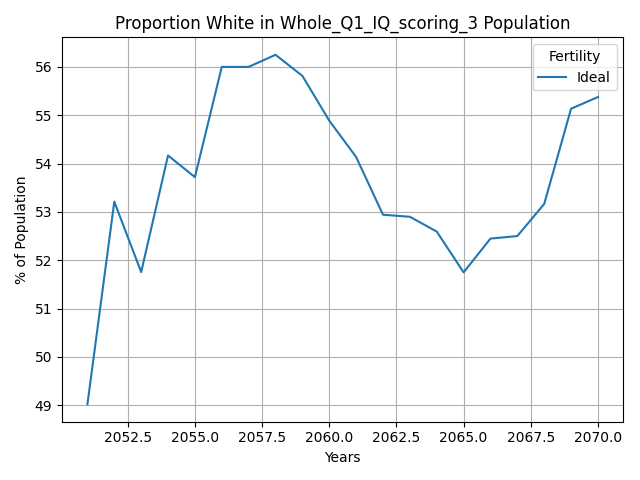 Proportion White in Whole_Q1_IQ_scoring_3 Population
Fertility
Ideal
% of Population
56
55
54
53
52
51
50
49
2052.5 2055.0 2057.5 2060.0 2062.5 2065.0 2067.5 2070.0
Years